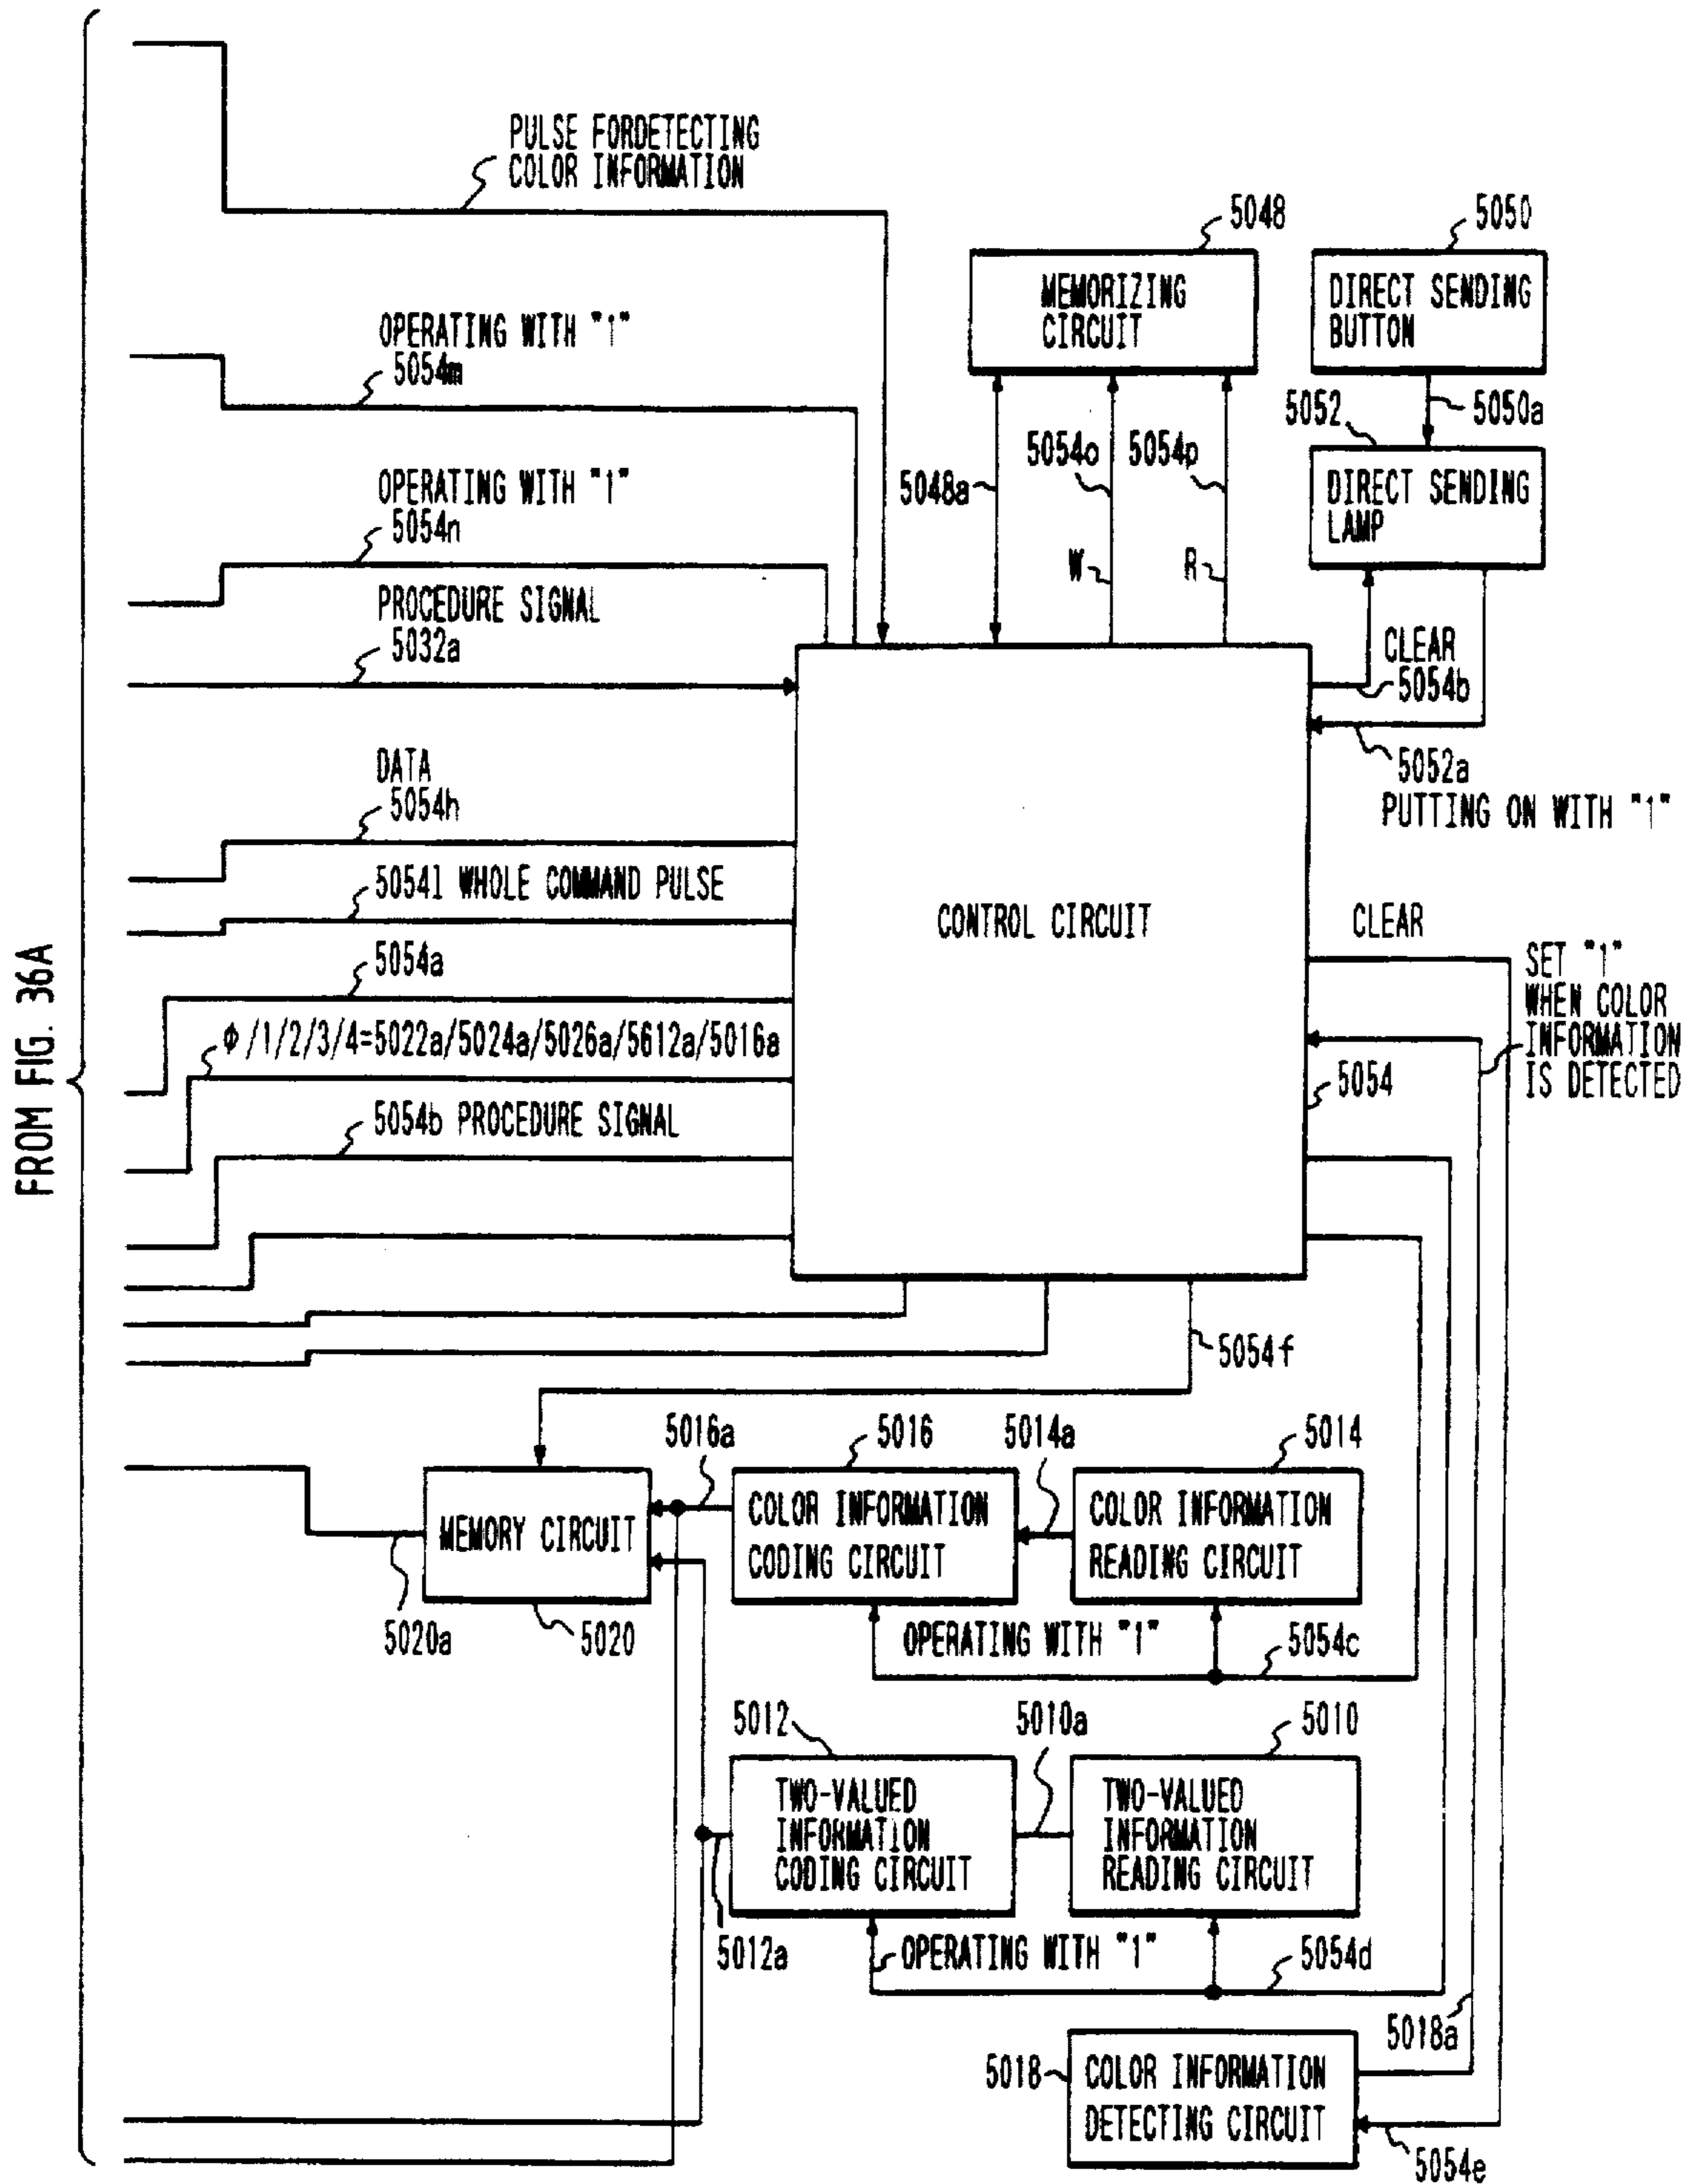 FROM FIG. 36A
PULSE FORDETECTING
COLOR INFORMATION
OPERATING WITH "1"
5054m
OPERATING WITH "1"
5054n
PROCEDURE SIGNAL
5032a
DATA
5054h
5054l WHOLE COMMAND PULSE
5054a
Φ/1/2/3/4=5022a/5024a/5026a/5612a/5016a
5054b PROCEDURE SIGNAL
5048
MEMORIZING
CIRCUIT
5050
DIRECT SENDING
BUTTON
5050a
5052
DIRECT SENDING
LAMP
5048a
5054o
W
5054p
R
CLEAR
5054b
5052a
PUTTING ON WITH "1"
CONTROL CIRCUIT
CLEAR
SET "1"
WHEN COLOR
INFORMATION
IS DETECTED
5054
5054f
MEMORY CIRCUIT
5020a
5020
5016a
5016
COLOR INFORMATION
CODING CIRCUIT
5014a
5014
COLOR INFORMATION
READING CIRCUIT
OPERATING WITH "1"
5054c
5012
TWO-VALUED
INFORMATION
CODING CIRCUIT
5010a
5010
TWO-VALUED
INFORMATION
READING CIRCUIT
5012a
OPERATING WITH "1"
5054d
5018a
5018
COLOR INFORMATION
DETECTING CIRCUIT
5054e